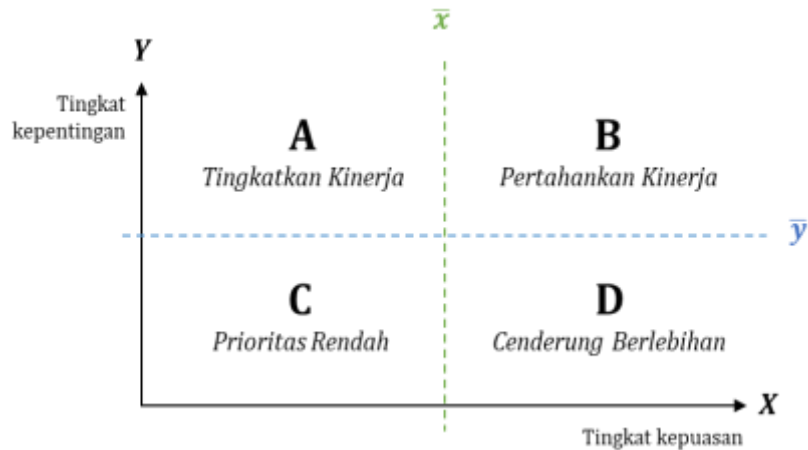 x̅
Y
Tingkat
kepentingan
A
Tingkatkan Kinerja
B
Pertahankan Kinerja
y̅
C
Prioritas Rendah
D
Cenderung Berlebihan
X
Tingkat kepuasan